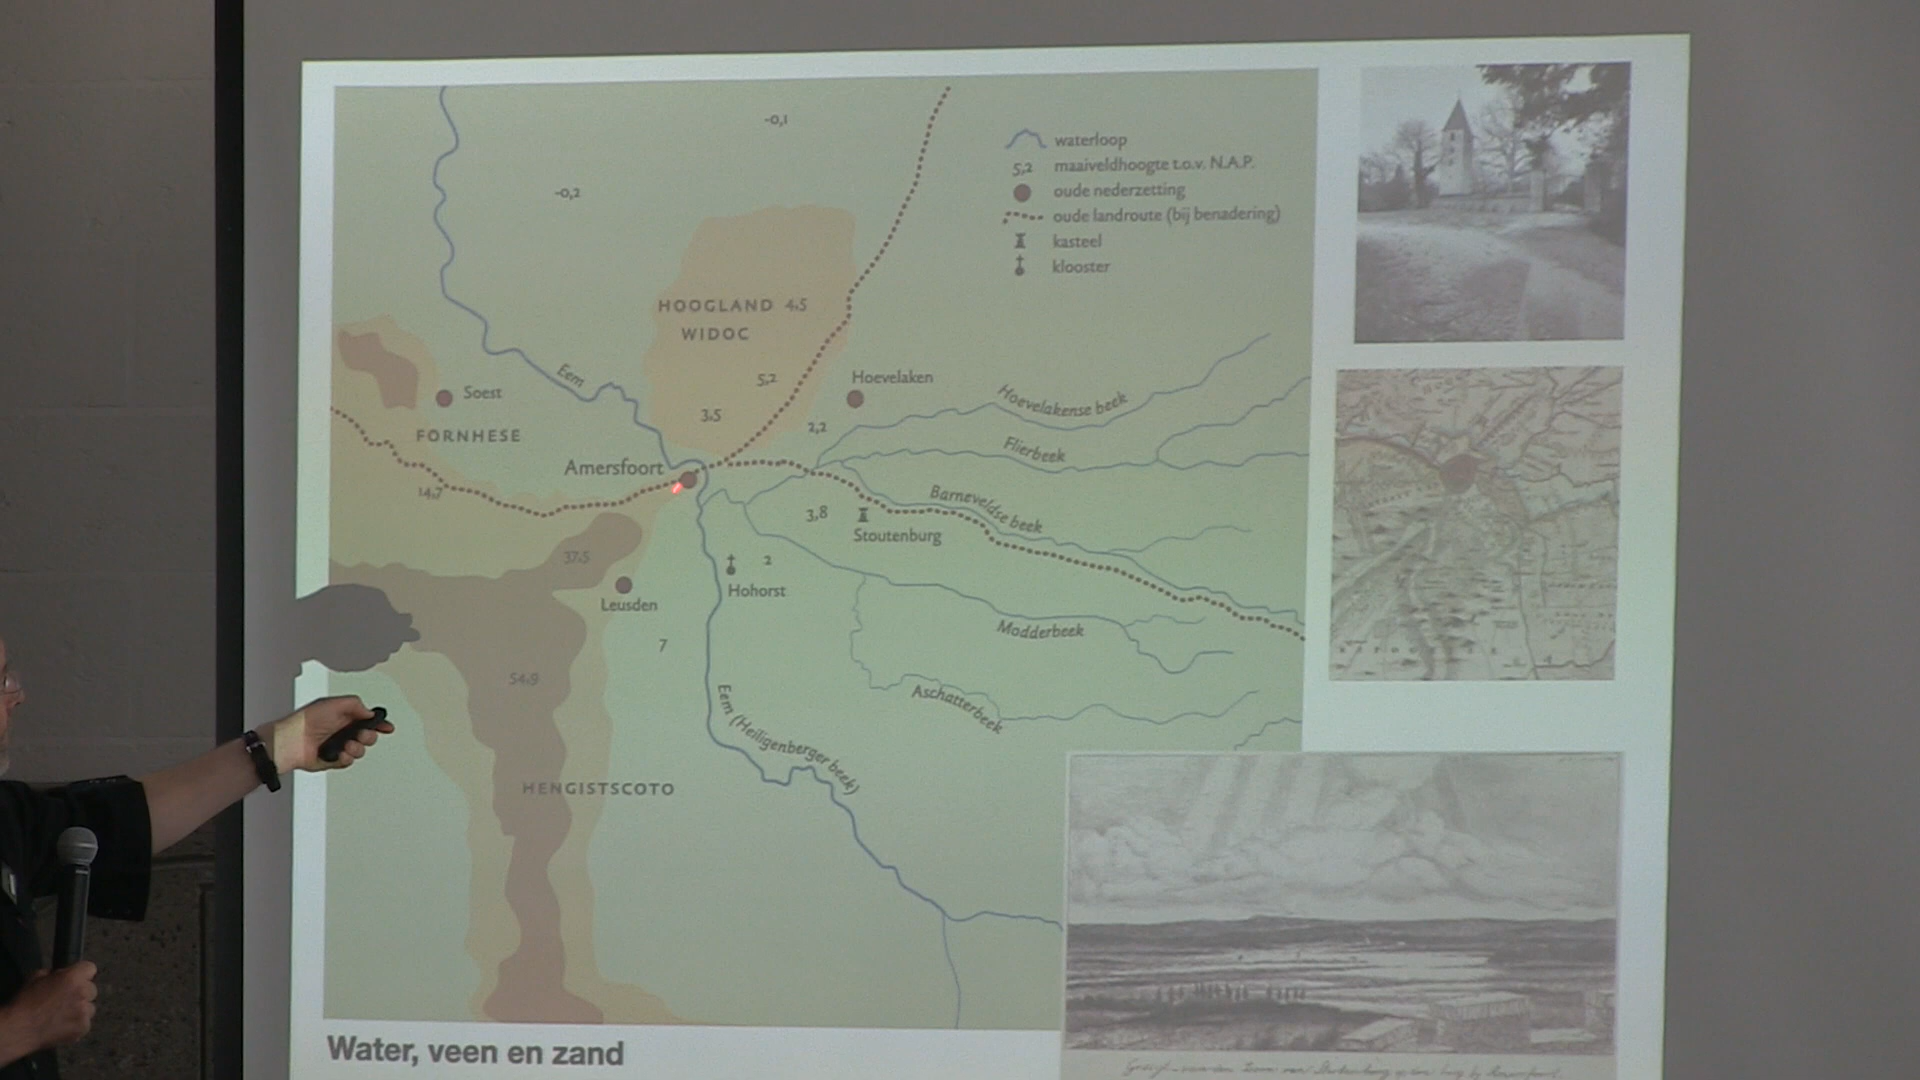 -0,1
-0,2
waterloop
5,2 maaiveldhoogte t.o.v. N.A.P.
oude nederzetting
oude landroute (bij benadering)
kasteel
klooster
HOOGLAND 4,5
WIDOC
Eem
5,2
Hoevelaken
Soest
3,5
2,2
Hoevelakense beek
FORNHESE
Flierbeek
Amersfoort
14,7
3,8
Barneveldse beek
Stoutenburg
37,5
2
Hohorst
Leusden
7
Modderbeek
54,9
Aschatterbeek
Eem (Heiligenberger beek)
HENGISTSCOTO
Water, veen en zand